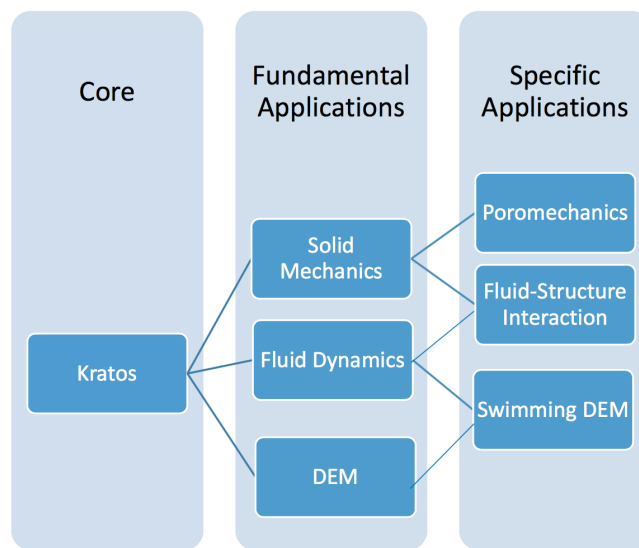 Core
Kratos
Fundamental
Applications
Solid
Mechanics
Fluid Dynamics
DEM
Specific
Applications
Poromechanics
Fluid-Structure
Interaction
Swimming DEM